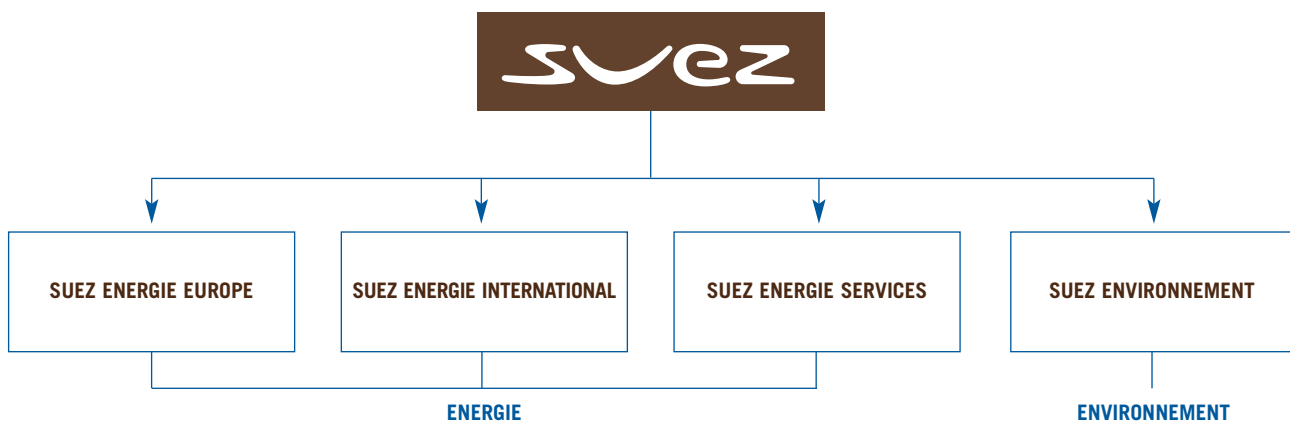 suez
SUEZ ENERGIE EUROPE
SUEZ ENERGIE INTERNATIONAL
SUEZ ENERGIE SERVICES
SUEZ ENVIRONNEMENT
ENERGIE
ENVIRONNEMENT